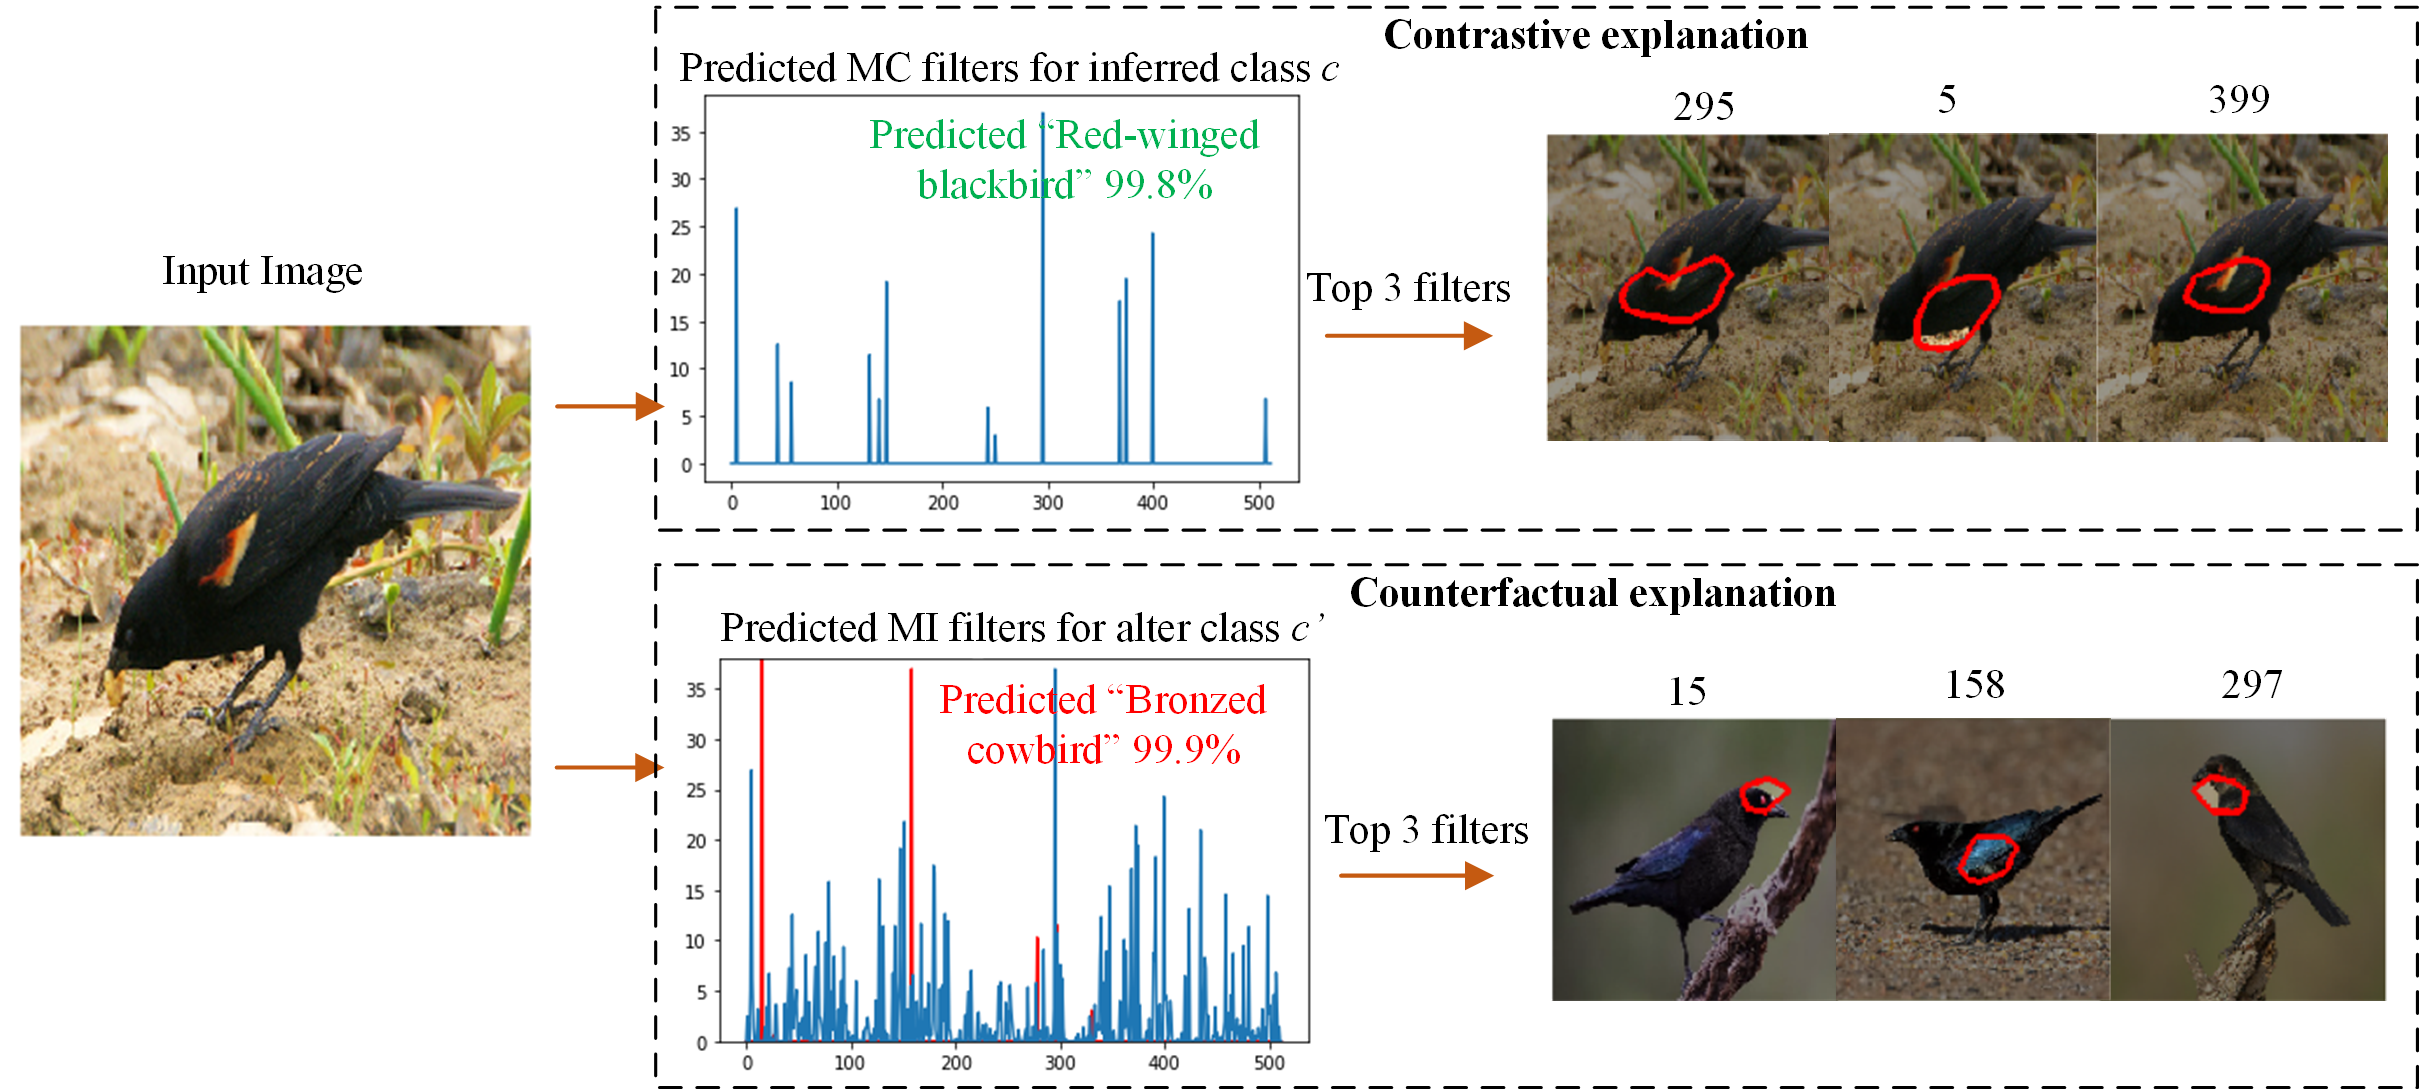 Input Image
Contrastive explanation
Predicted MC filters for inferred class c
Predicted “Red-winged
blackbird” 99.8%
35
30
25
20
15
10
5
0
0 100 200 300 400 500
Top 3 filters
295 5 399
Counterfactual explanation
Predicted MI filters for alter class c’
Predicted “Bronzed
cowbird” 99.9%
35
30
25
20
15
10
5
0
0 100 200 300 400 500
Top 3 filters
15 158 297